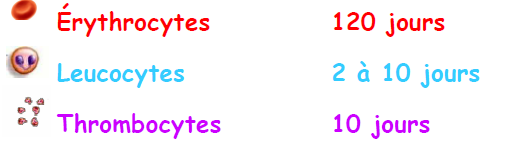 Érythrocytes 120 jours
Leucocytes 2 à 10 jours
Thrombocytes 10 jours